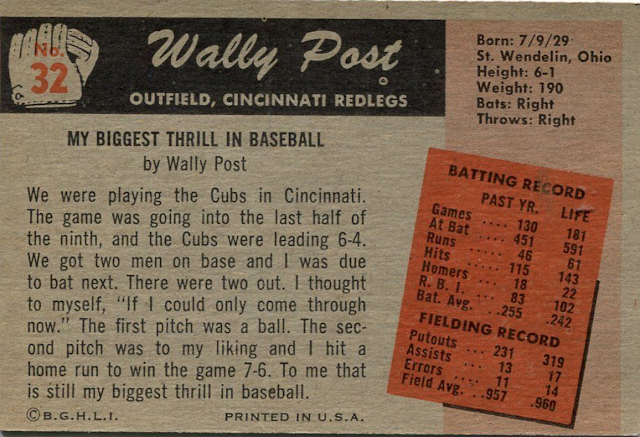 No.
32
Wally Post
OUTFIELD, CINCINNATI REDLEGS
Born: 7/9/29
St. Wendelin, Ohio
Height: 6-1
Weight: 190
Bats: Right
Throws: Right
MY BIGGEST THRILL IN BASEBALL
by Wally Post
We were playing the Cubs in Cincinnati.
The game was going into the last half of
the ninth, and the Cubs were leading 6-4.
We got two men on base and I was due
to bat next. There were two out. I thought
to myself, "If I could only come through
now." The first pitch was a ball. The sec-
ond pitch was to my liking and I hit a
home run to win the game 7-6. To me that
is still my biggest thrill in baseball.
BATTING RECORD
PAST YR. LIFE
Games .... 130 181
At Bat .... 451 591
Runs .... 46 61
Hits .... 115 143
Homers .... 18 22
R. B. I. .... 83 102
Bat. Avg. .... .255 .242
FIELDING RECORD
Putouts .... 231 319
Assists .... 13 17
Errors .... 11 14
Field Avg. .. .957 .960
©B.G.H.L.I. PRINTED IN U.S.A.